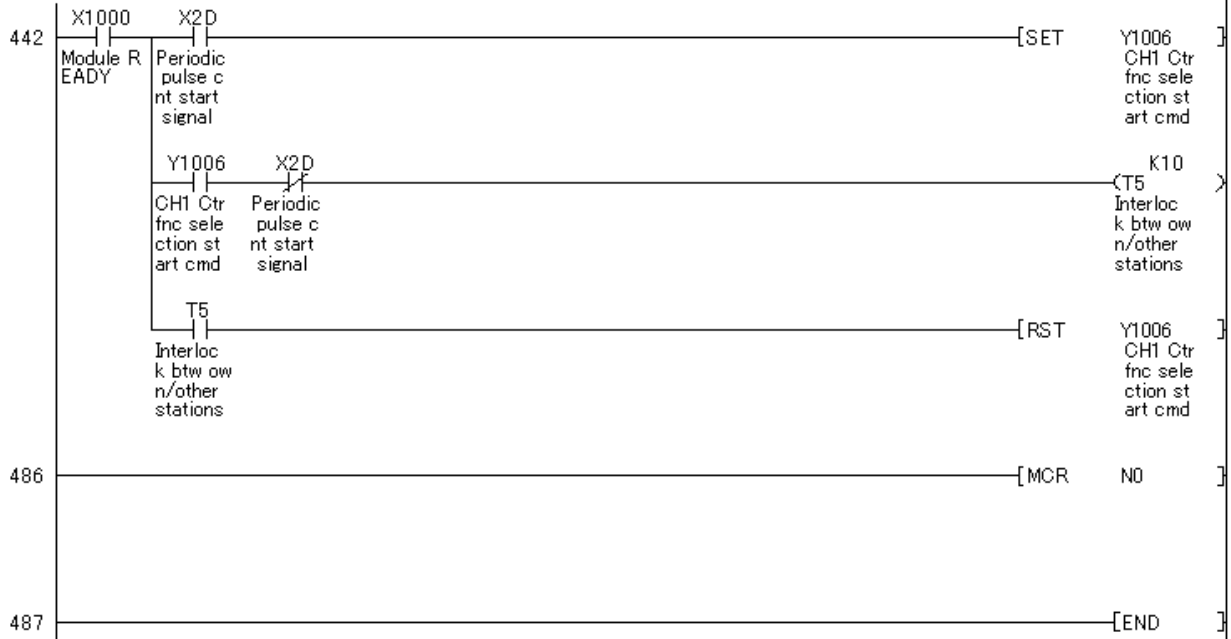 X1000 X2D
442 [SET Y1006 ]
Module R Periodic CH1 Ctr
EADY pulse c fnc sele
nt start ction st
signal art cmd
Y1006 X2D K10
(T5 )
CH1 Ctr Periodic Interloc
fnc sele pulse c k btw ow
ction st nt start n/other
art cmd signal stations
T5
[RST Y1006 ]
Interloc CH1 Ctr
k btw ow fnc sele
n/other ction st
stations art cmd
486 [MCR N0 ]
487 [END ]